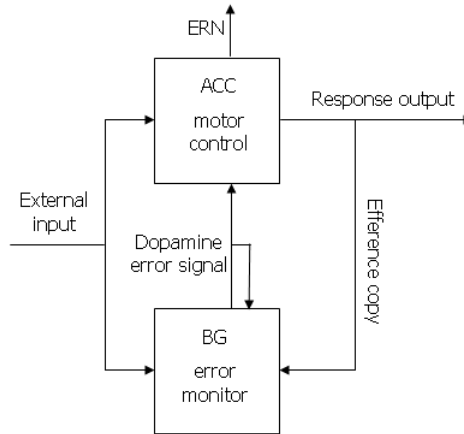 ERN
ACC
motor
control
Response output
External
input
Dopamine
error signal
Efference copy
BG
error
monitor